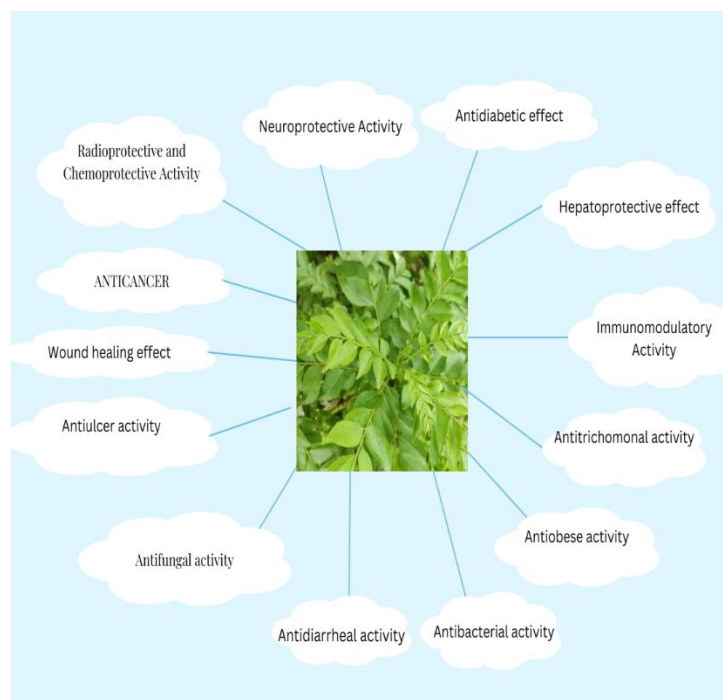 Neuroprotective Activity
Antidiabetic effect
Radioprotective and
Chemoprotective Activity
Hepatoprotective effect
ANTICANCER
Immunomodulatory
Activity
Wound healing effect
Antiulcer activity
Antitrichomonal activity
Antiobese activity
Antifungal activity
Antidiarrheal activity
Antibacterial activity